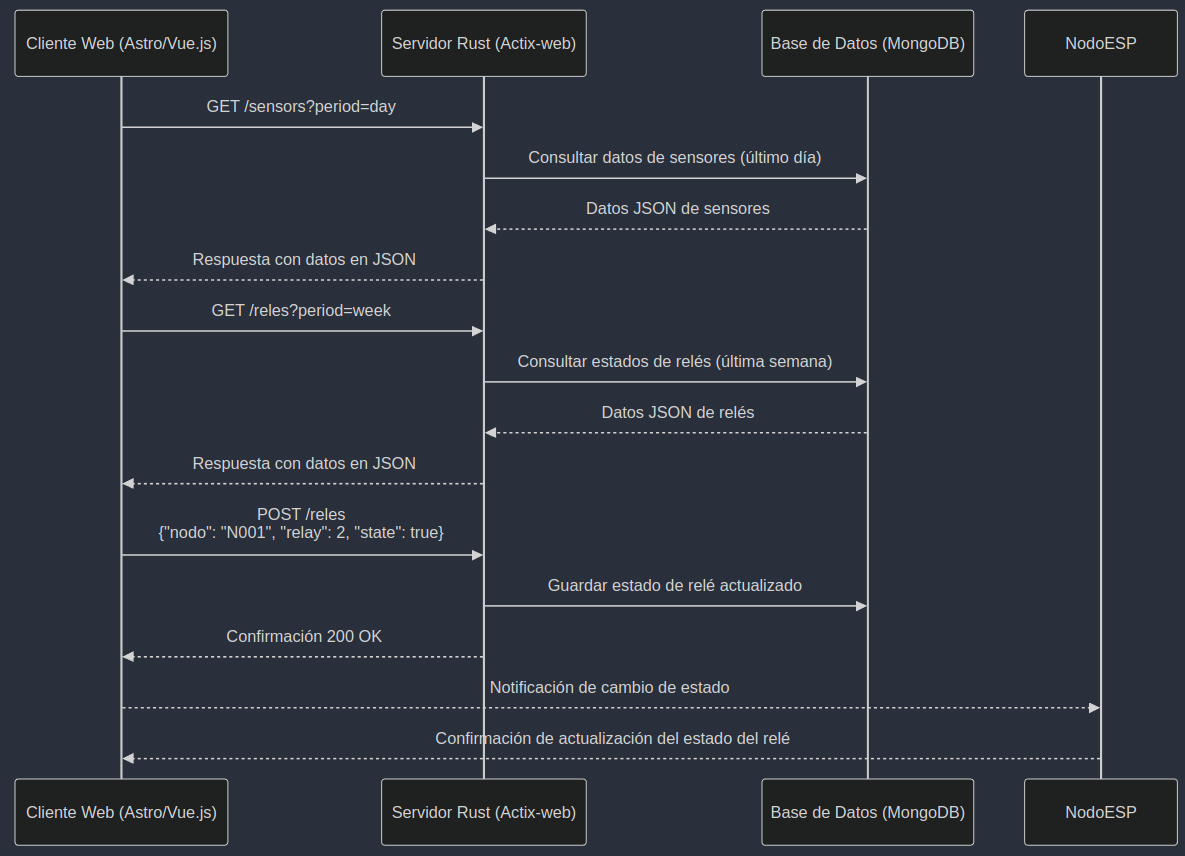 Cliente Web (Astro/Vue.js)
Servidor Rust (Actix-web)
Base de Datos (MongoDB)
NodoESP
GET /sensors?period=day
Consultar datos de sensores (último día)
Datos JSON de sensores
Respuesta con datos en JSON
GET /reles?period=week
Consultar estados de relés (última semana)
Datos JSON de relés
Respuesta con datos en JSON
POST /reles
{"nodo": "N001", "relay": 2, "state": true}
Guardar estado de relé actualizado
Confirmación 200 OK
Notificación de cambio de estado
Confirmación de actualización del estado del relé
Cliente Web (Astro/Vue.js)
Servidor Rust (Actix-web)
Base de Datos (MongoDB)
NodoESP